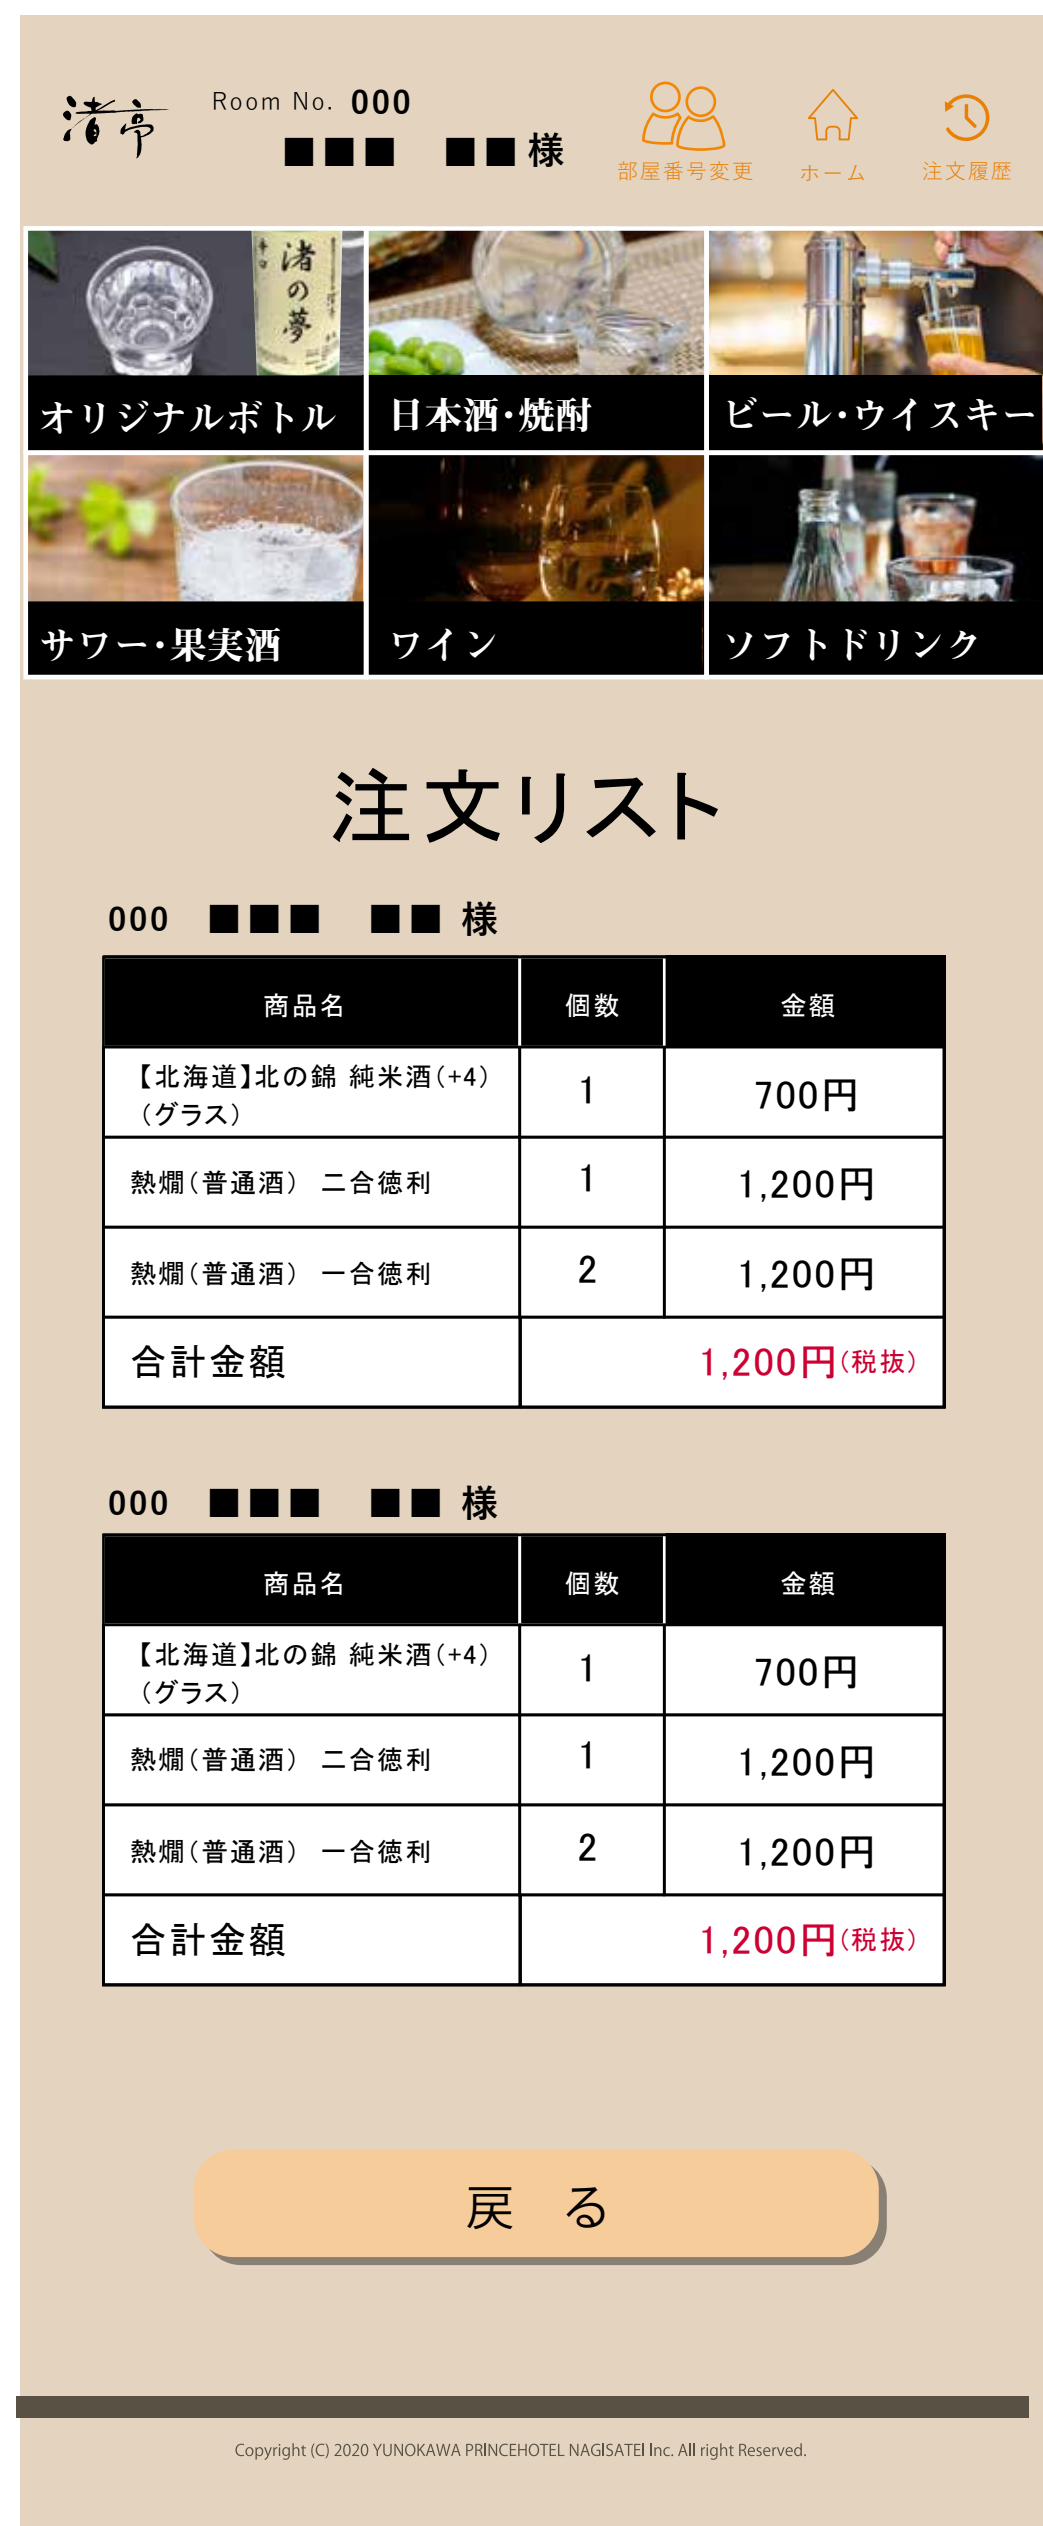 渚亭
Room No. 000
■■■ ■■様
部屋番号変更
ホーム
注文履歴
渚の夢
オリジナルボトル
日本酒・焼酎
ビール・ウイスキー
サワー・果実酒
ワイン
ソフトドリンク
注文リスト
000 ■■■ ■■ 様
商品名 個数 金額
【北海道】北の錦 純米酒(+4)
(グラス) 1 700円
熱燗(普通酒) 二合徳利 1 1,200円
熱燗(普通酒) 一合徳利 2 1,200円
合計金額 1,200円(税抜)
000 ■■■ ■■ 様
商品名 個数 金額
【北海道】北の錦 純米酒(+4)
(グラス) 1 700円
熱燗(普通酒) 二合徳利 1 1,200円
熱燗(普通酒) 一合徳利 2 1,200円
合計金額 1,200円(税抜)
戻 る
Copyright (C) 2020 YUNOKAWA PRINCEHOTEL NAGISATEI Inc. All right Reserved.